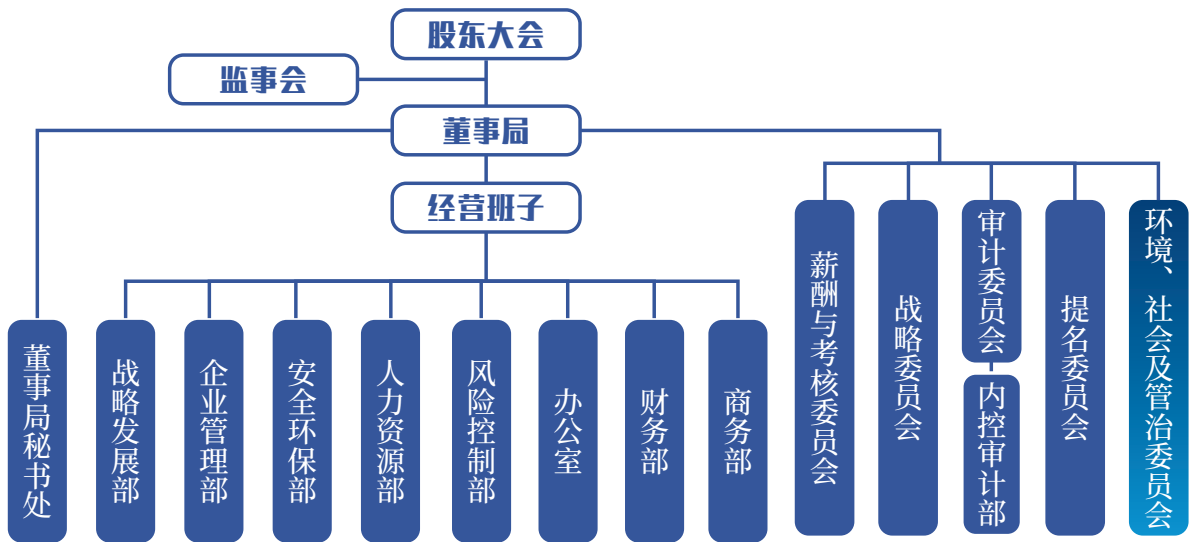 股东大会
监事会
董事局
经营班子
董事局秘书处
战略发展部
企业管理部
安全环保部
人力资源部
风险控制部
办公室
财务部
商务部
薪酬与考核委员会
战略委员会
审计委员会
内控审计部
提名委员会
环境、社会及管治委员会